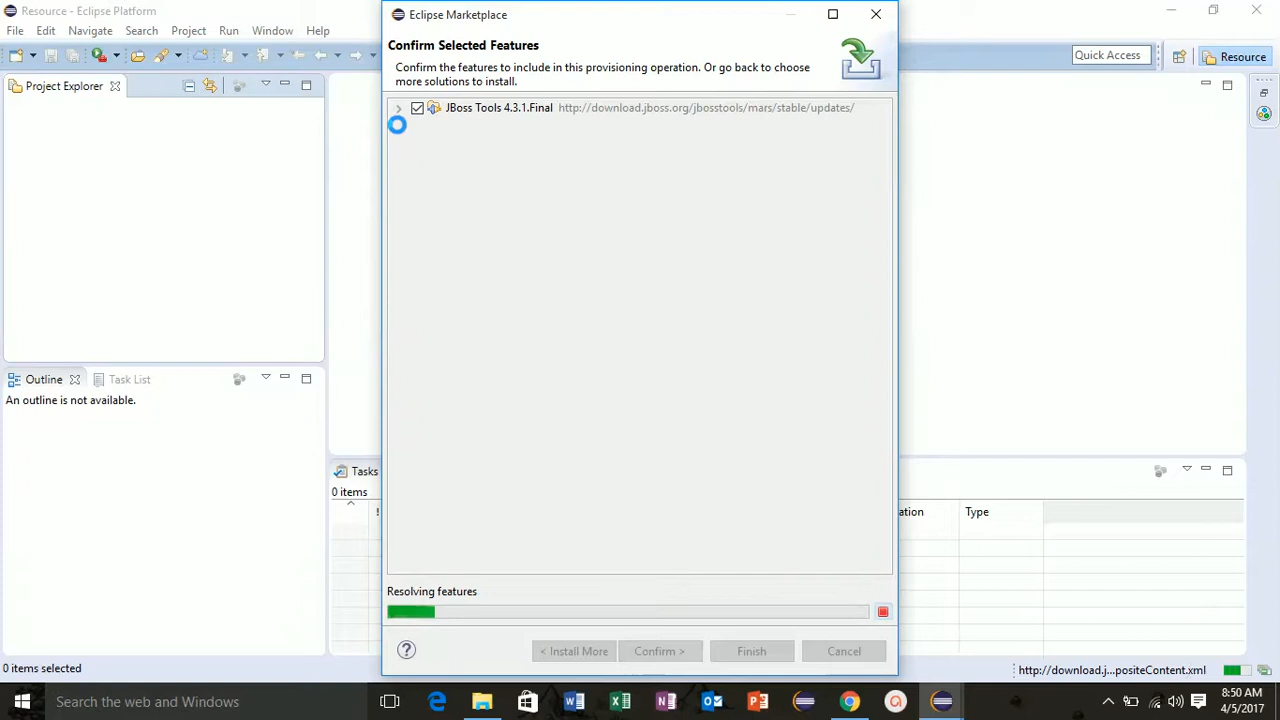 Resource - Eclipse Platform
File Edit Navigate Search Project Run Window Help
Quick Access
Resource
Project Explorer
Outline
Task List
An outline is not available.
Eclipse Marketplace
Confirm Selected Features
Confirm the features to include in this provisioning operation. Or go back to choose
more solutions to install.
JBoss Tools 4.3.1.Final http://download.jboss.org/jbosstools/mars/stable/updates/
Resolving features
< Install More
Confirm >
Finish
Cancel
Tasks
0 items
!
ation
Type
0 items selected
http://download.j...positeContent.xml
Search the web and Windows
8:50 AM
4/5/2017